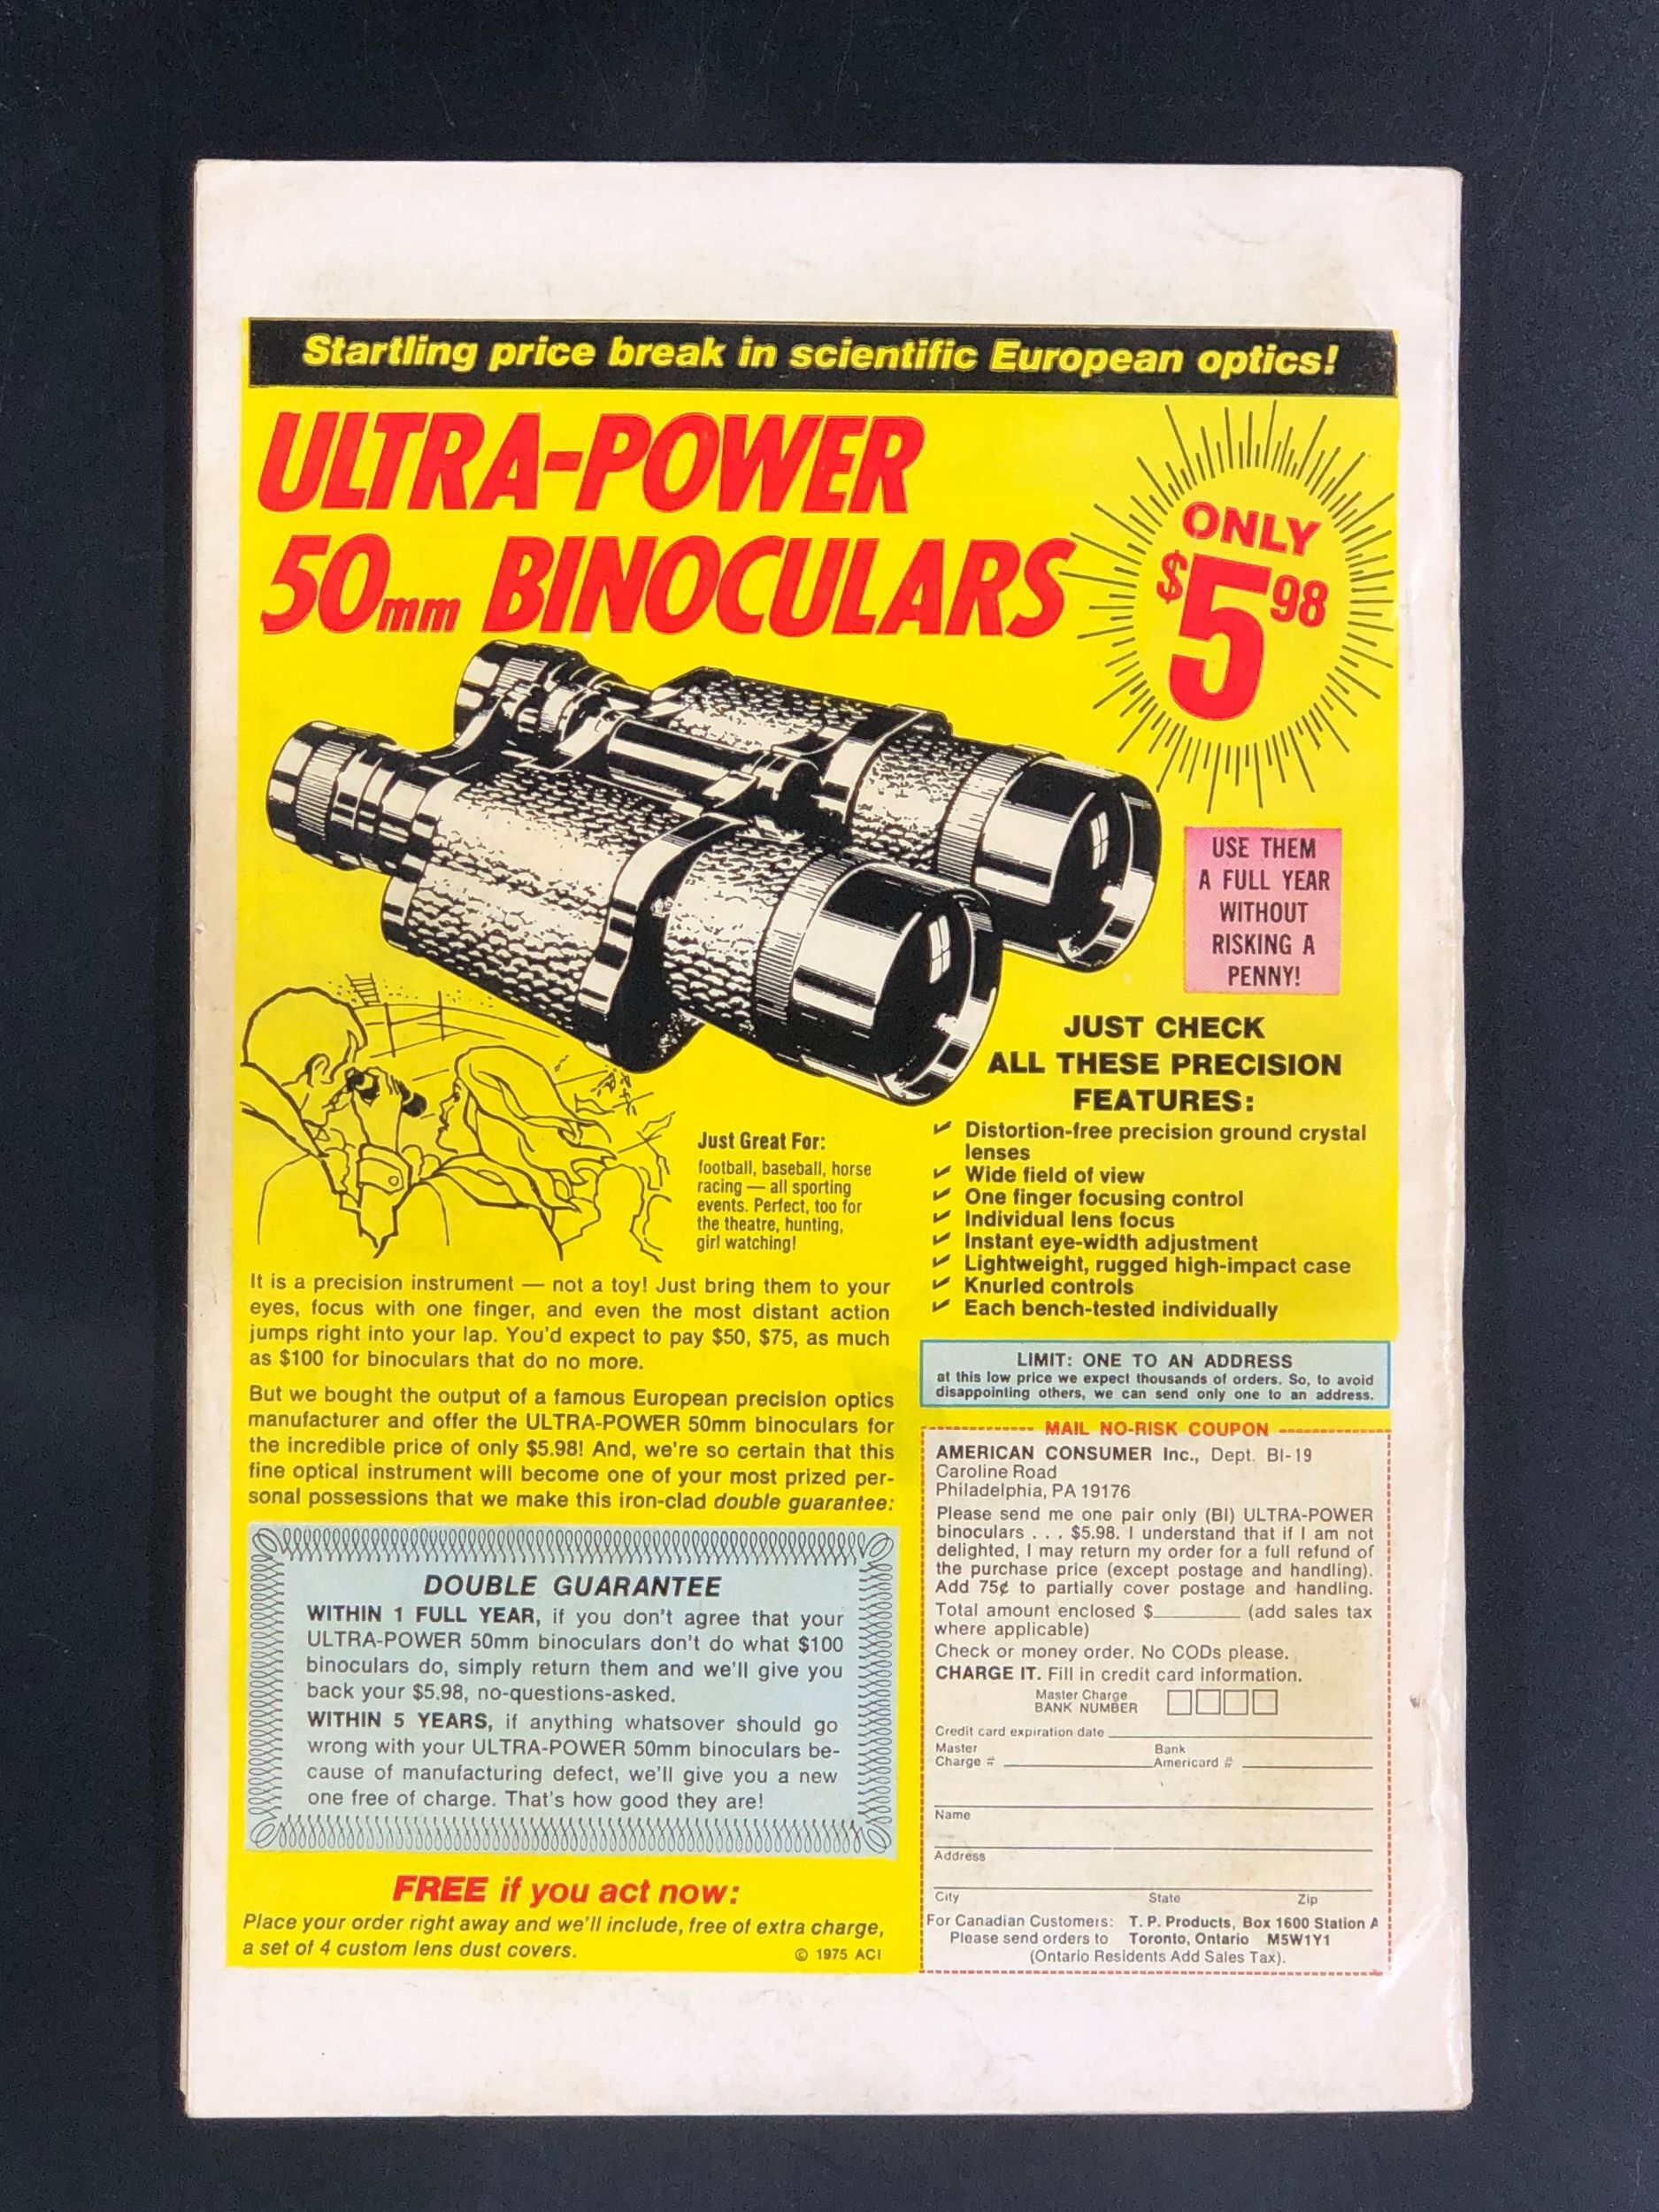 Startling price break in scientific European optics!
ULTRA-POWER
50mm BINOCULARS
ONLY
$5 98
USE THEM
A FULL YEAR
WITHOUT
RISKING A
PENNY!
JUST CHECK
ALL THESE PRECISION
FEATURES:
✓ Distortion-free precision ground crystal
lenses
✓ Wide field of view
✓ One finger focusing control
✓ Individual lens focus
✓ Instant eye-width adjustment
✓ Lightweight, rugged high-impact case
✓ Knurled controls
✓ Each bench-tested individually
Just Great For:
football, baseball, horse
racing — all sporting
events. Perfect, too for
the theatre, hunting,
girl watching!
It is a precision instrument — not a toy! Just bring them to your
eyes, focus with one finger, and even the most distant action
jumps right into your lap. You'd expect to pay $50, $75, as much
as $100 for binoculars that do no more.
But we bought the output of a famous European precision optics
manufacturer and offer the ULTRA-POWER 50mm binoculars for
the incredible price of only $5.98! And, we're so certain that this
fine optical instrument will become one of your most prized per-
sonal possessions that we make this iron-clad double guarantee:
DOUBLE GUARANTEE
WITHIN 1 FULL YEAR, if you don't agree that your
ULTRA-POWER 50mm binoculars don't do what $100
binoculars do, simply return them and we'll give you
back your $5.98, no-questions-asked.
WITHIN 5 YEARS, if anything whatsover should go
wrong with your ULTRA-POWER 50mm binoculars be-
cause of manufacturing defect, we'll give you a new
one free of charge. That's how good they are!
FREE if you act now:
Place your order right away and we'll include, free of extra charge,
a set of 4 custom lens dust covers.
© 1975 ACI
LIMIT: ONE TO AN ADDRESS
at this low price we expect thousands of orders. So, to avoid
disappointing others, we can send only one to an address.
MAIL NO-RISK COUPON
AMERICAN CONSUMER Inc., Dept. BI-19
Caroline Road
Philadelphia, PA 19176
Please send me one pair only (BI) ULTRA-POWER
binoculars . . . $5.98. I understand that if I am not
delighted, I may return my order for a full refund of
the purchase price (except postage and handling).
Add 75¢ to partially cover postage and handling.
Total amount enclosed $________ (add sales tax
where applicable)
Check or money order. No CODs please.
CHARGE IT. Fill in credit card information.
Master Charge
BANK NUMBER
Credit card expiration date
Master Bank
Charge # Americard #
Name
Address
City State Zip
For Canadian Customers: T. P. Products, Box 1600 Station A
Please send orders to Toronto, Ontario M5W1Y1
(Ontario Residents Add Sales Tax).